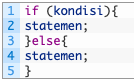 1 if (kondisi){
2 statemen;
3 }else{
4 statemen;
5 }